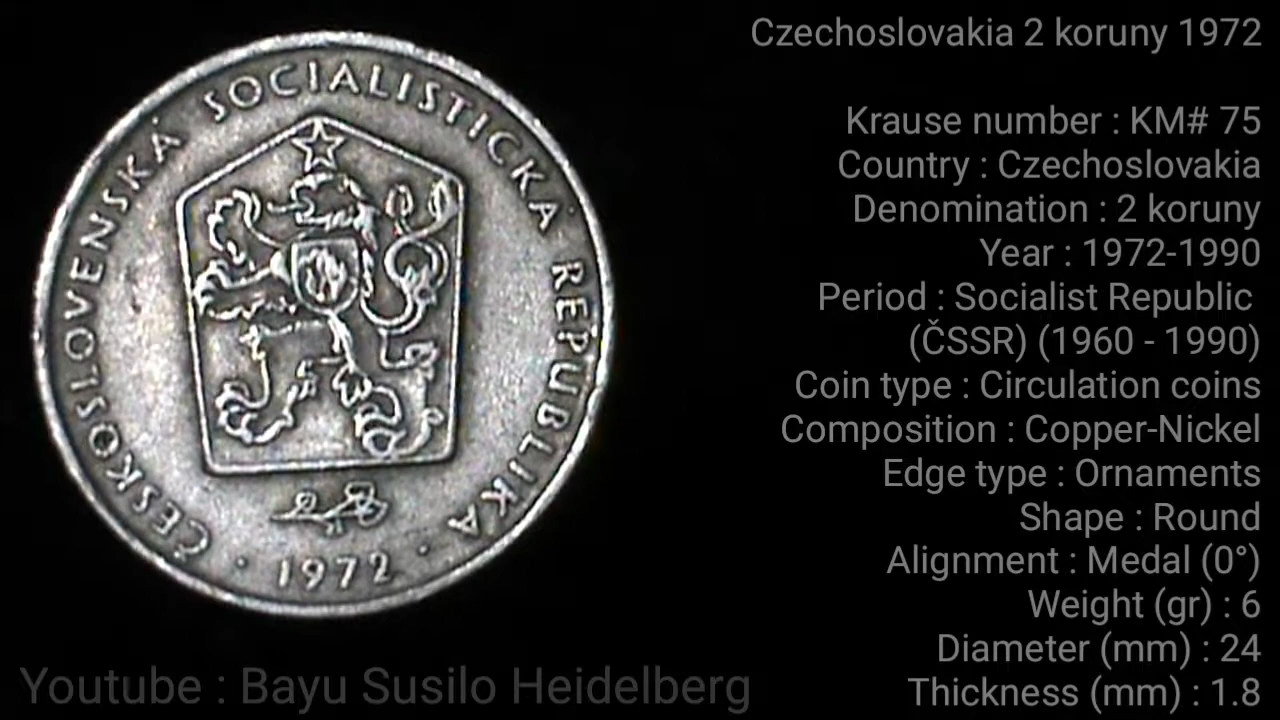 ČESKOSLOVENSKÁ SOCIALISTICKÁ REPUBLIKA
· 1972 ·
Czechoslovakia 2 koruny 1972
Krause number : KM# 75
Country : Czechoslovakia
Denomination : 2 koruny
Year : 1972-1990
Period : Socialist Republic
(ČSSR) (1960 - 1990)
Coin type : Circulation coins
Composition : Copper-Nickel
Edge type : Ornaments
Shape : Round
Alignment : Medal (0°)
Weight (gr) : 6
Diameter (mm) : 24
Thickness (mm) : 1.8
Youtube : Bayu Susilo Heidelberg